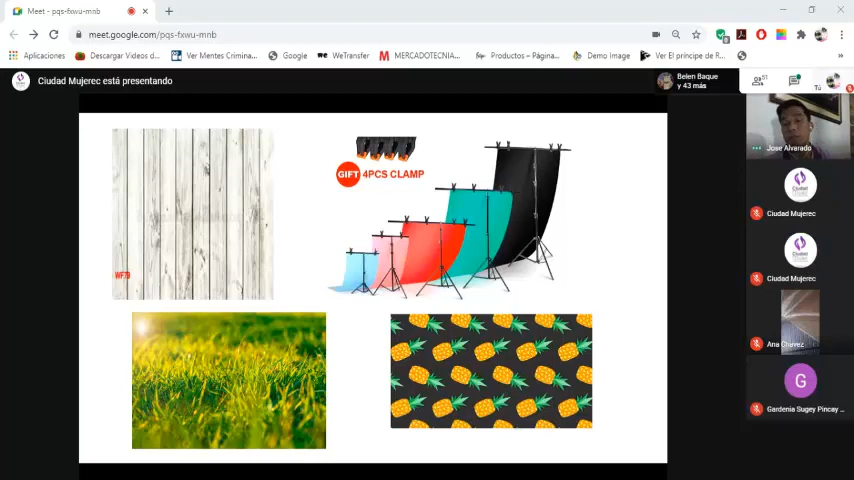 Meet - pqs-fxwu-mnb
meet.google.com/pqs-fxwu-mnb
Aplicaciones
Descargar Videos d...
Ver Mentes Crimina...
Google
WeTransfer
MERCADOTECNIA...
Productos – Página...
Demo Image
Ver El príncipe de R...
Ciudad Mujerec está presentando
Belen Baque
y 43 más
51
Tú
GIFT 4PCS CLAMP
WF79
Jose Alvarado
Ciudad Mujerec
Ciudad Mujerec
Ana Chavez
G
Gardenia Sugey Pincay ...